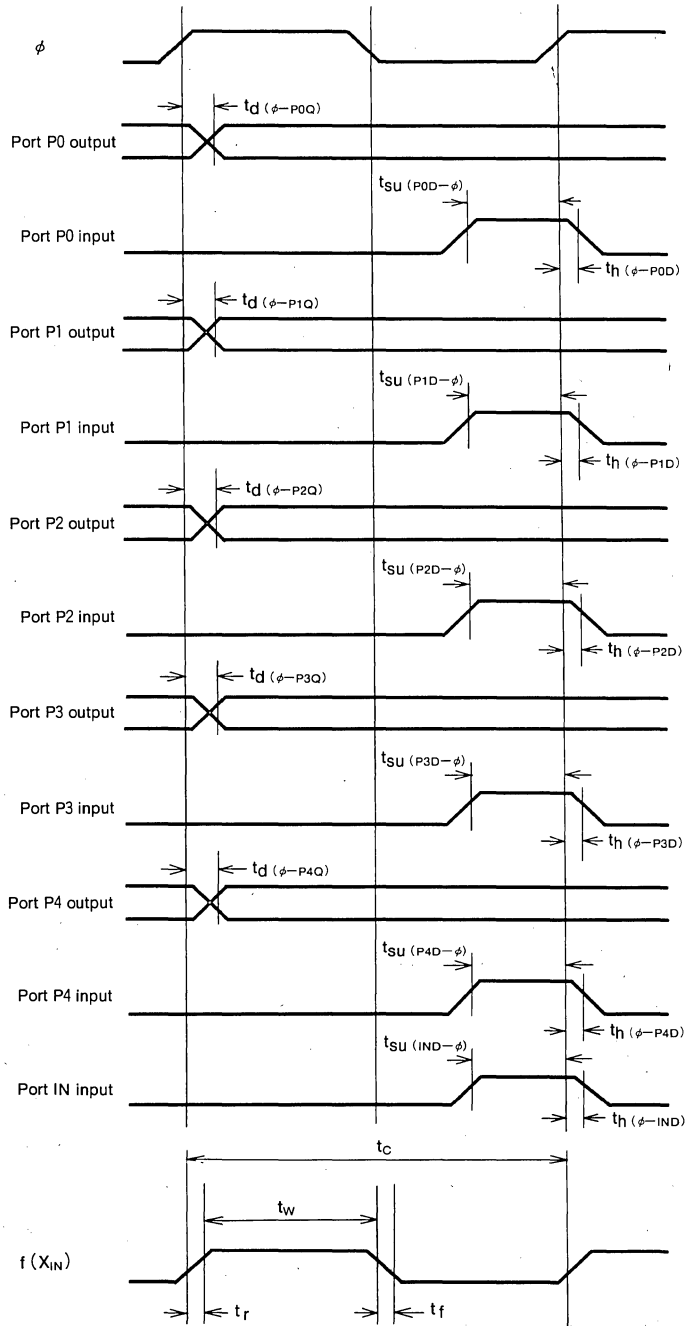 ϕ
td (ϕ−P0Q)
Port P0 output
tsu (P0D−ϕ)
Port P0 input
th (ϕ−P0D)
td (ϕ−P1Q)
Port P1 output
tsu (P1D−ϕ)
Port P1 input
th (ϕ−P1D)
td (ϕ−P2Q)
Port P2 output
tsu (P2D−ϕ)
Port P2 input
th (ϕ−P2D)
td (ϕ−P3Q)
Port P3 output
tsu (P3D−ϕ)
Port P3 input
th (ϕ−P3D)
td (ϕ−P4Q)
Port P4 output
tsu (P4D−ϕ)
Port P4 input
th (ϕ−P4D)
tsu (IND−ϕ)
Port IN input
th (ϕ−IND)
tC
tW
f (XIN)
tr
tf